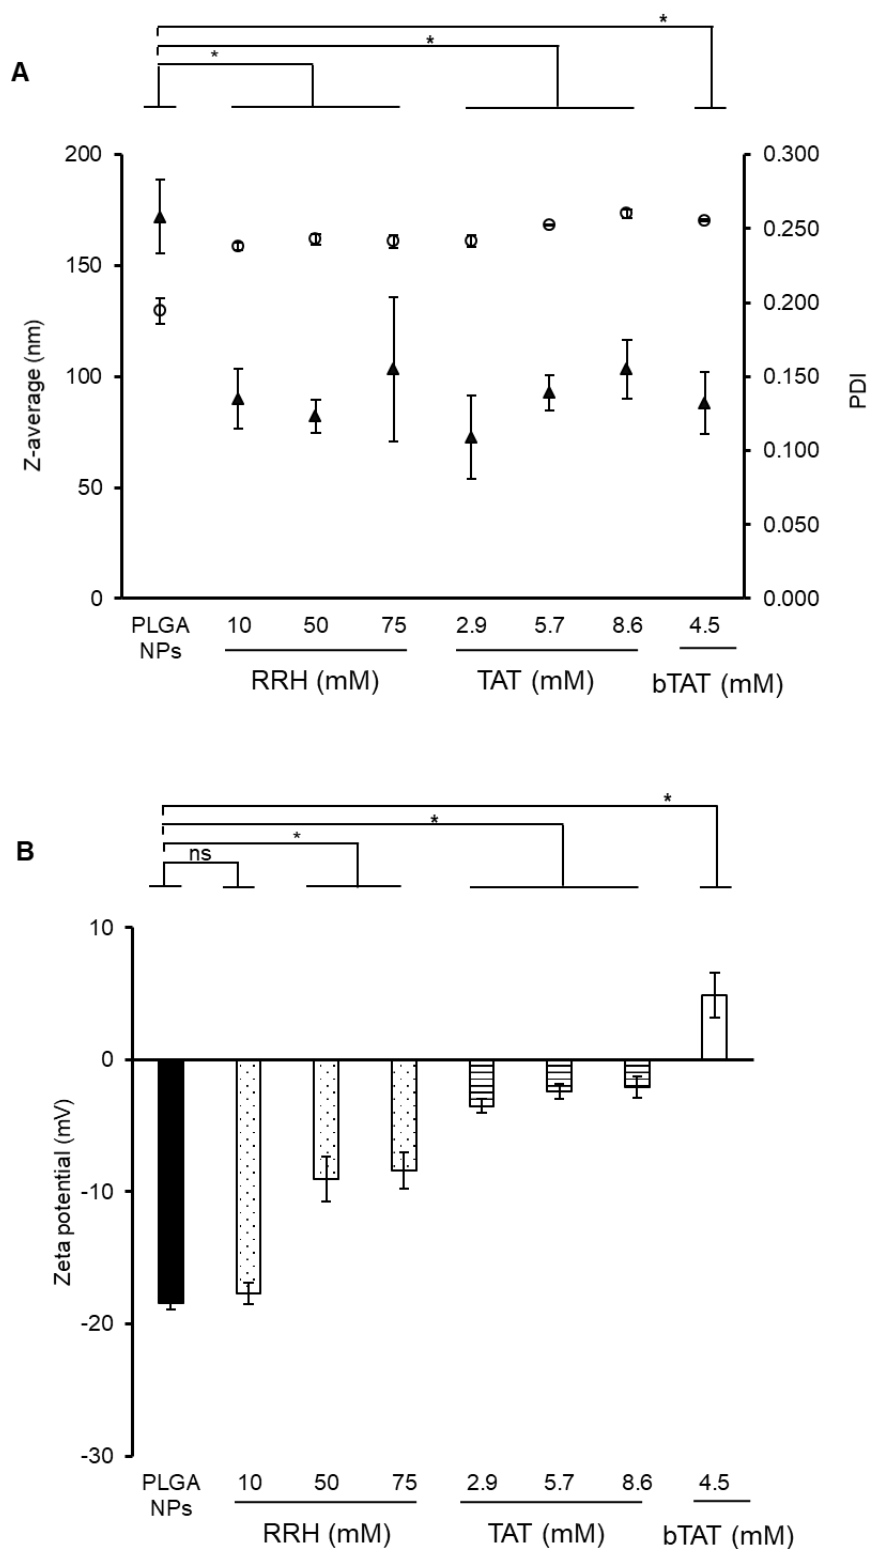 *
*
*
A
200
150
100
50
0
Z-average (nm)
0.300
0.250
0.200
0.150
0.100
0.050
0.000
PDI
PLGA NPs 10 50 75 2.9 5.7 8.6 4.5
RRH (mM) TAT (mM) bTAT (mM)
*
*
*
ns
B
10
0
-10
-20
-30
Zeta potential (mV)
PLGA NPs 10 50 75 2.9 5.7 8.6 4.5
RRH (mM) TAT (mM) bTAT (mM)